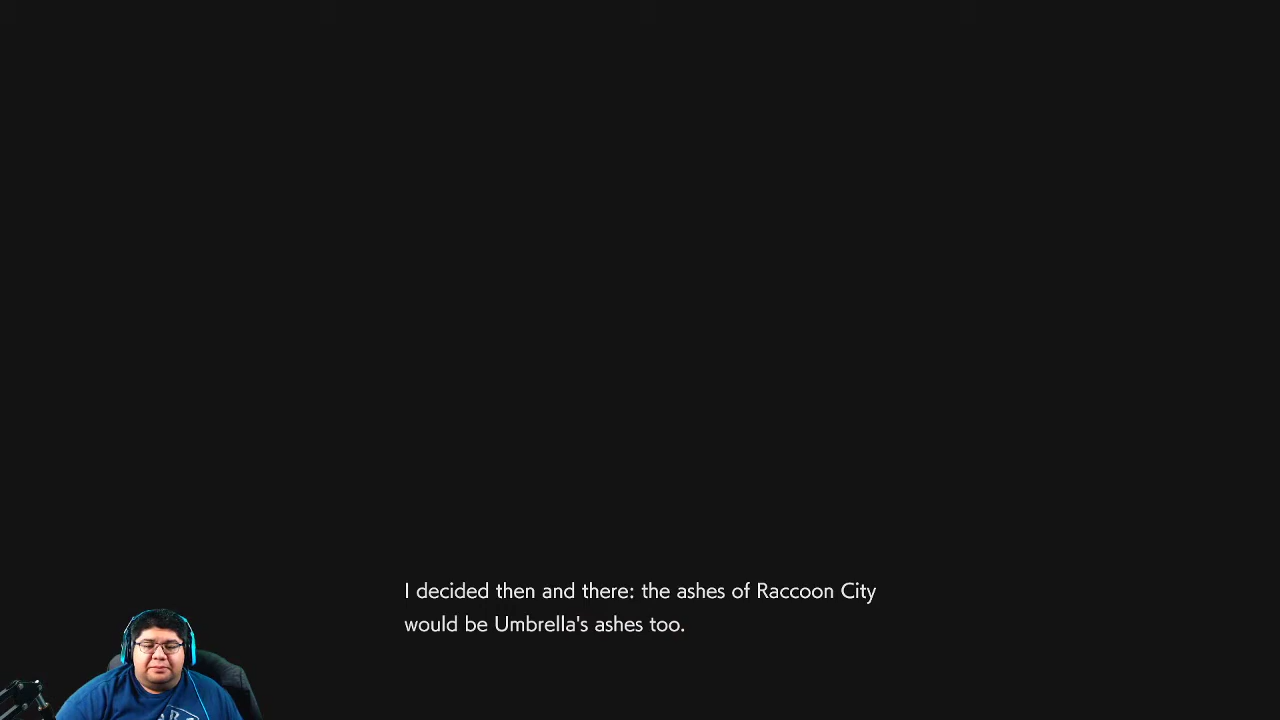 I decided then and there: the ashes of Raccoon City
would be Umbrella's ashes too.